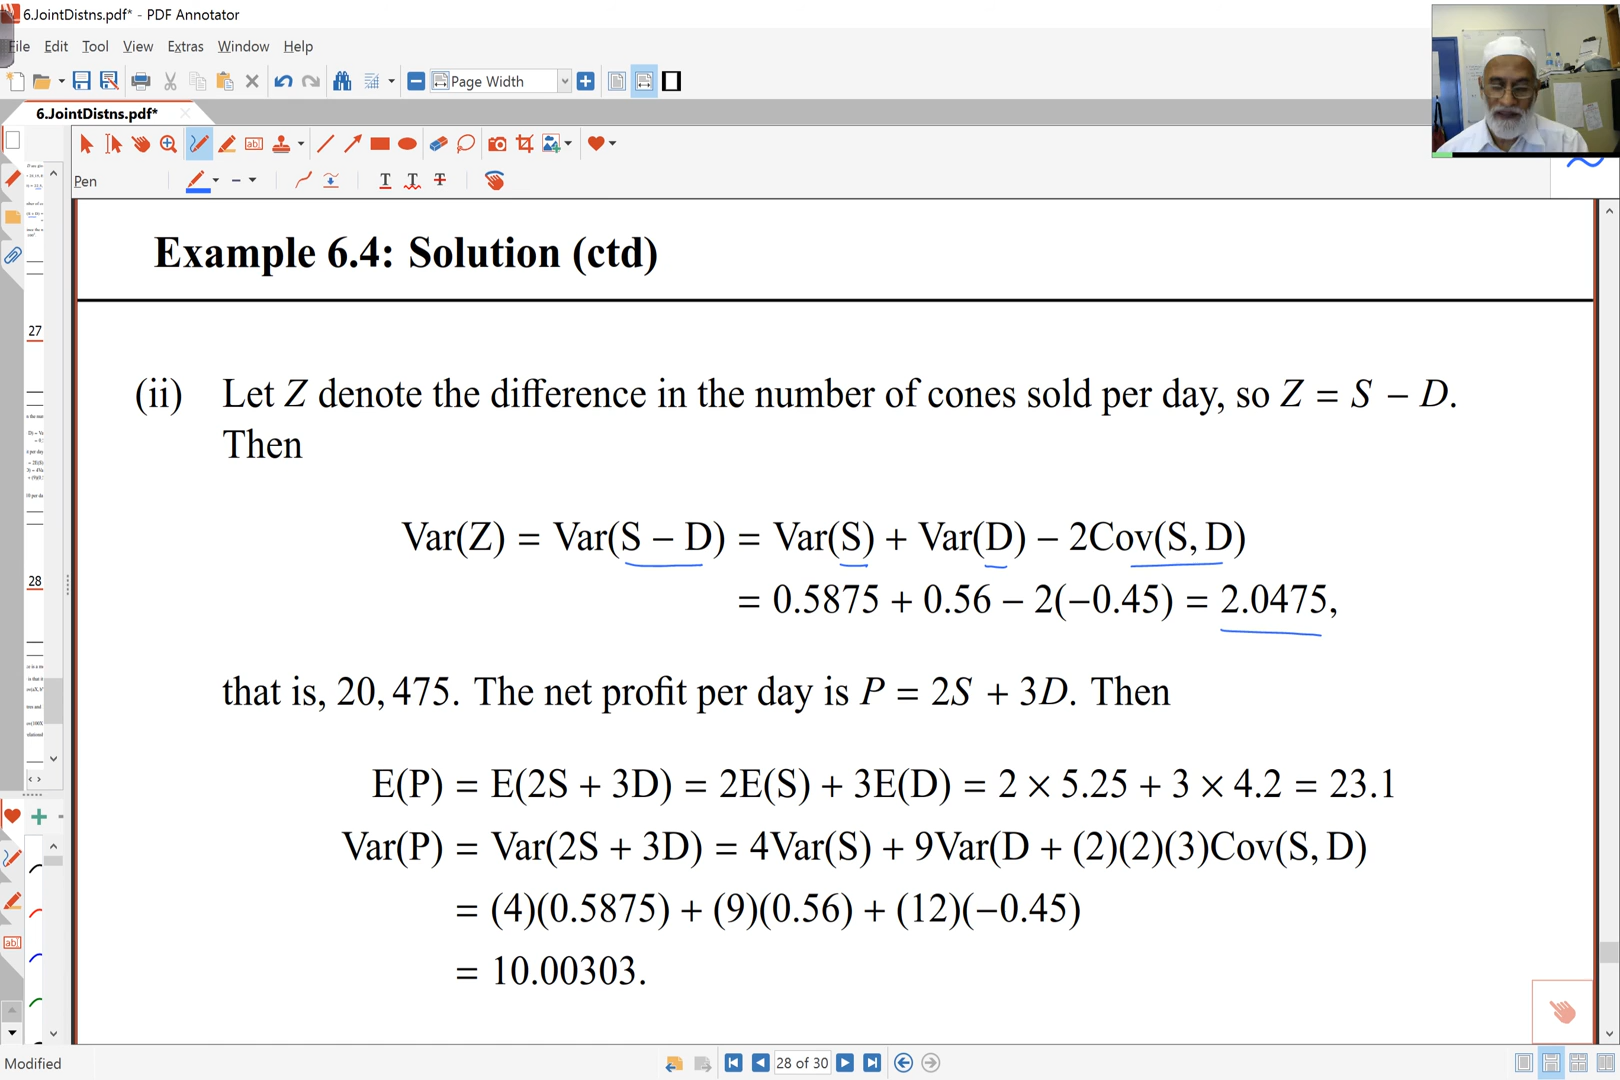 6.JointDistns.pdf* - PDF Annotator
File Edit Tool View Extras Window Help
Page Width
6.JointDistns.pdf*
Pen
Example 6.4: Solution (ctd)
27
(ii) Let Z denote the difference in the number of cones sold per day, so Z = S − D.
Then
Var(Z) = Var(S − D) = Var(S) + Var(D) − 2Cov(S, D)
28
= 0.5875 + 0.56 − 2(−0.45) = 2.0475,
that is, 20, 475. The net profit per day is P = 2S + 3D. Then
E(P) = E(2S + 3D) = 2E(S) + 3E(D) = 2 × 5.25 + 3 × 4.2 = 23.1
Var(P) = Var(2S + 3D) = 4Var(S) + 9Var(D + (2)(2)(3)Cov(S, D)
= (4)(0.5875) + (9)(0.56) + (12)(−0.45)
= 10.00303.
Modified
28 of 30